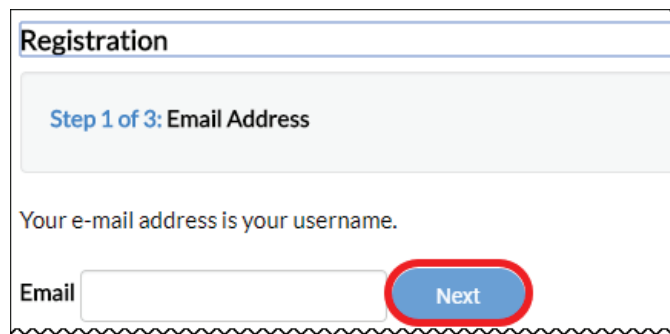 Registration
Step 1 of 3: Email Address
Your e-mail address is your username.
Email Next